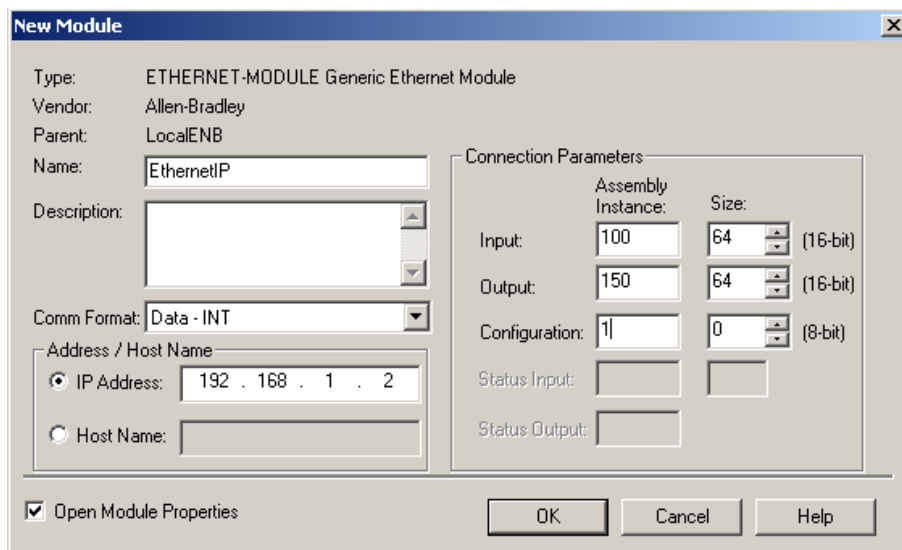 New Module
Type: ETHERNET-MODULE Generic Ethernet Module
Vendor: Allen-Bradley
Parent: LocalENB
Name: EthernetIP
Description:
Comm Format: Data - INT
Address / Host Name
IP Address: 192 . 168 . 1 . 2
Host Name:
Connection Parameters
Assembly
Instance: Size:
Input: 100 64 (16-bit)
Output: 150 64 (16-bit)
Configuration: 1 0 (8-bit)
Status Input:
Status Output:
Open Module Properties
OK Cancel Help